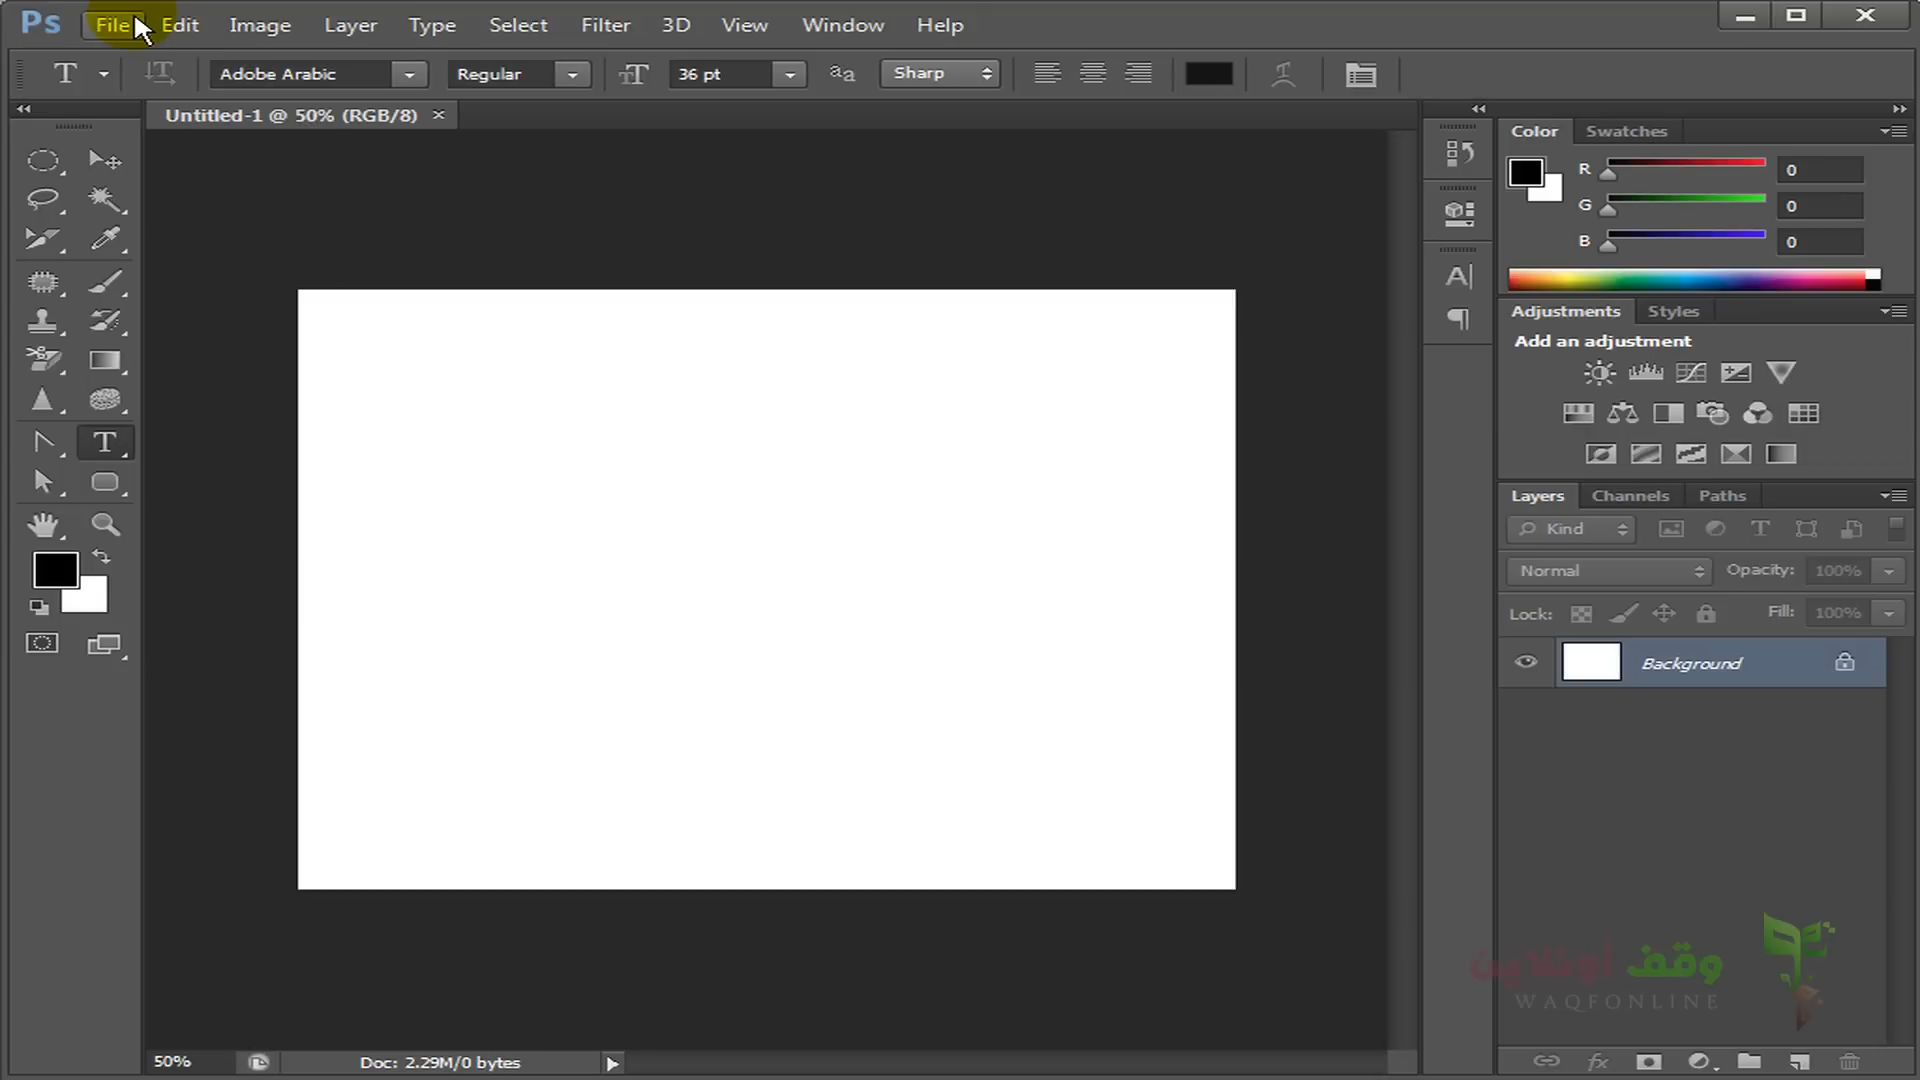 Ps File Edit Image Layer Type Select Filter 3D View Window Help
T Adobe Arabic Regular 36 pt aa Sharp
Untitled-1 @ 50% (RGB/8)
Color Swatches
R 0
G 0
B 0
Adjustments Styles
Add an adjustment
Layers Channels Paths
Kind
Normal Opacity: 100%
Lock: Fill: 100%
Background
وقف أونلاين
WAQFONLINE
50% Doc: 2.29M/0 bytes